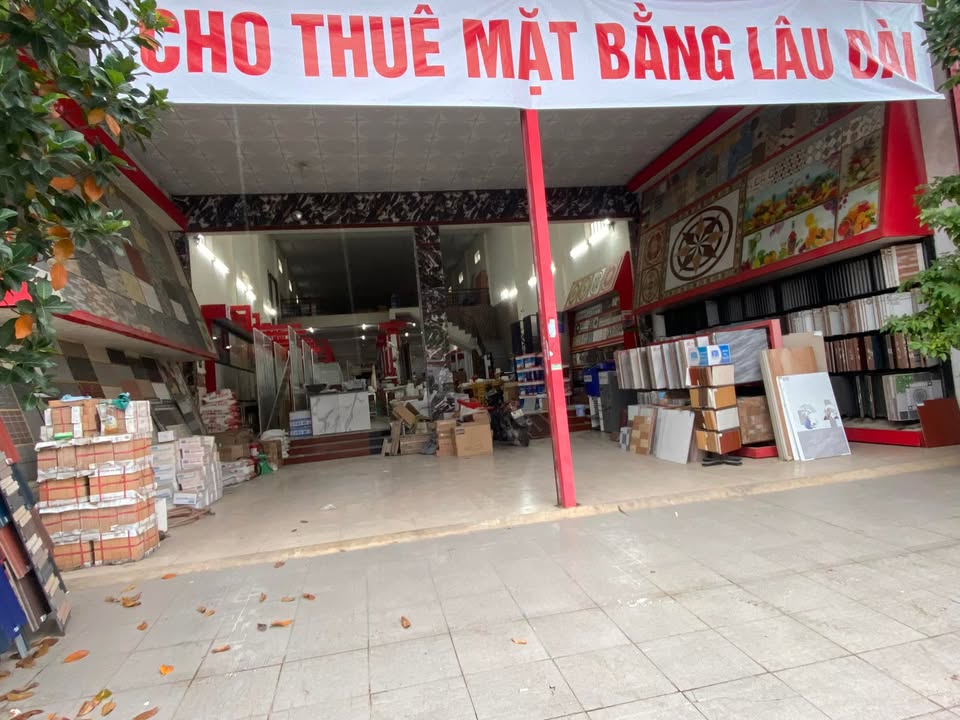 CHO THUÊ MẶT BẰNG LÂU DÀI